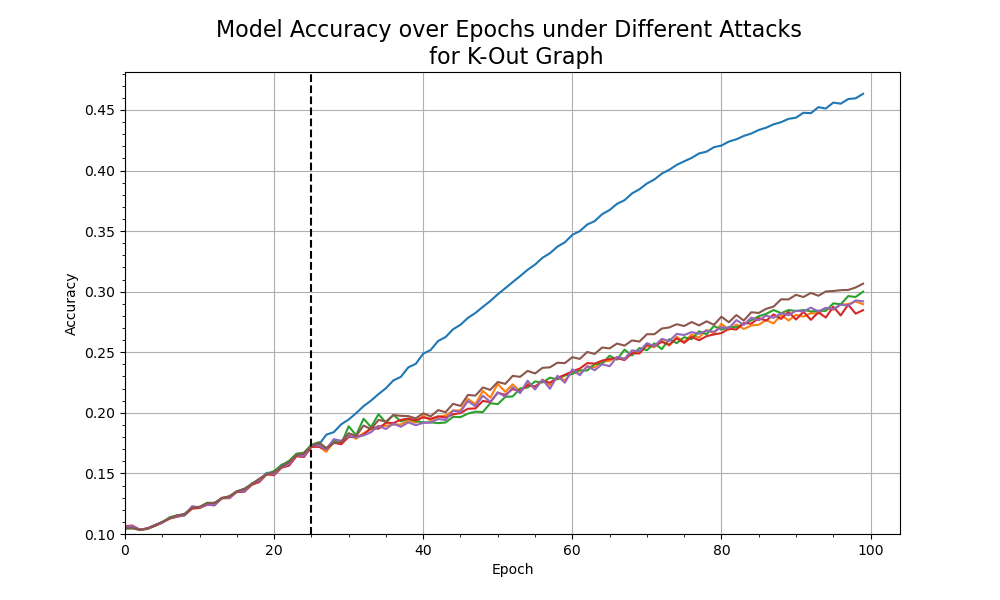 Model Accuracy over Epochs under Different Attacks
for K-Out Graph
Accuracy
0.45
0.40
0.35
0.30
0.25
0.20
0.15
0.10
0 20 40 60 80 100
Epoch